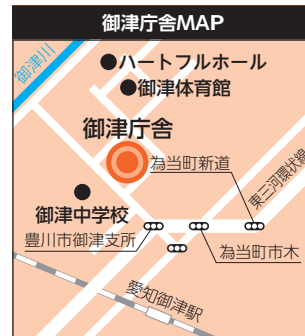 御津庁舎MAP
御津川
ハートフルホール
御津体育館
御津庁舎
為当町新道
東三河環状線
御津中学校
豊川市御津支所
為当町市木
愛知御津駅